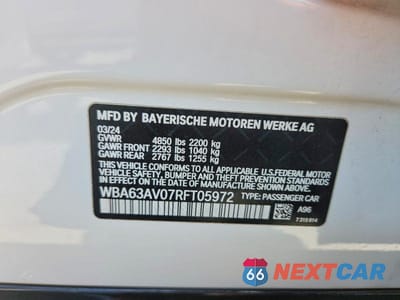 MFD BY BAYERISCHE MOTOREN WERKE AG
03/24
GVWR 4850 lbs 2200 kg
GAWR FRONT 2293 lbs 1040 kg
GAWR REAR 2767 lbs 1255 kg
THIS VEHICLE CONFORMS TO ALL APPLICABLE U.S. FEDERAL MOTOR
VEHICLE SAFETY, BUMPER, AND THEFT PREVENTION STANDARDS
IN EFFECT ON THE DATE OF MANUFACTURE SHOWN ABOVE.
WBA63AV07RFT05972 TYPE: PASSENGER CAR
A96
66 NEXTCAR